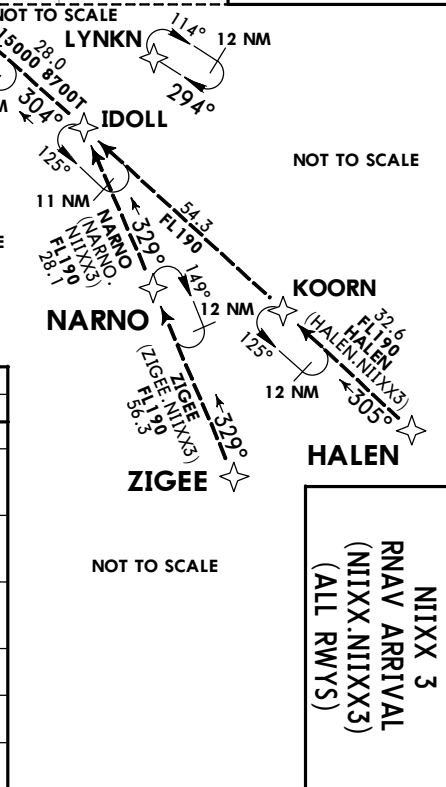 NOT TO SCALE
LYNKN
114°
12 NM
294°
28.0
15000 8700T
304°
IDOLL
125°
11 NM
NOT TO SCALE
54.3
FL190
NARNO
(NARNO.
NIIXX3)
FL190
28.1
329°
149°
12 NM
NARNO
KOORN
125°
12 NM
32.6
FL190
HALEN
(HALEN.NIIXX3)
305°
HALEN
ZIGEE
(ZIGEE.NIIXX3)
FL190
56.3
329°
ZIGEE
NOT TO SCALE
NIIXX 3
RNAV ARRIVAL
(NIIXX.NIIXX3)
(ALL RWYS)